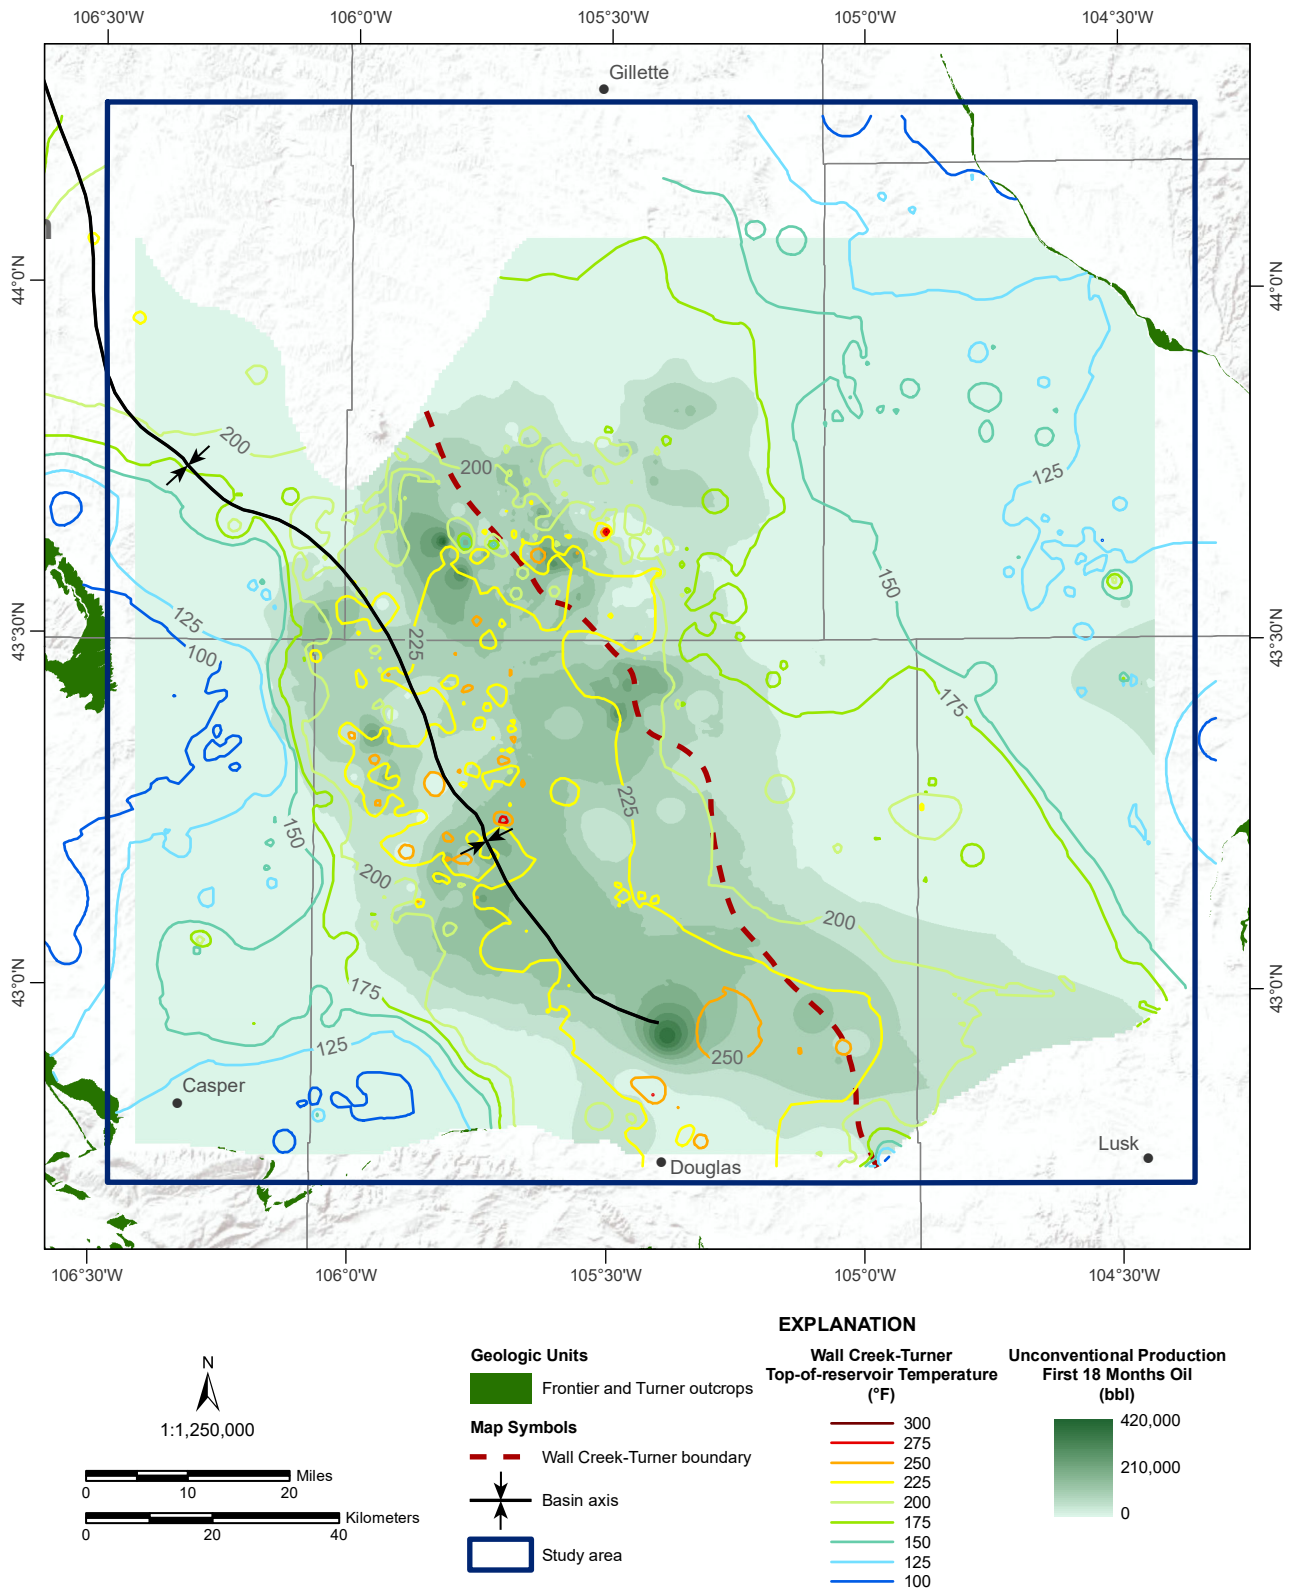 106°30'W 106°0'W 105°30'W 105°0'W 104°30'W
Gillette
44°0'N
44°0'N
200
200
125
150
43°30'N
43°30'N
125
225
100
175
225
150
200
200
43°0'N
43°0'N
175
125
250
Casper
Lusk
Douglas
106°30'W 106°0'W 105°30'W 105°0'W 104°30'W
EXPLANATION
N
1:1,250,000
Miles
0 10 20
Kilometers
0 20 40
Geologic Units
Frontier and Turner outcrops
Map Symbols
Wall Creek-Turner boundary
Basin axis
Study area
Wall Creek-Turner
Top-of-reservoir Temperature
(°F)
300
275
250
225
200
175
150
125
100
Unconventional Production
First 18 Months Oil
(bbl)
420,000
210,000
0